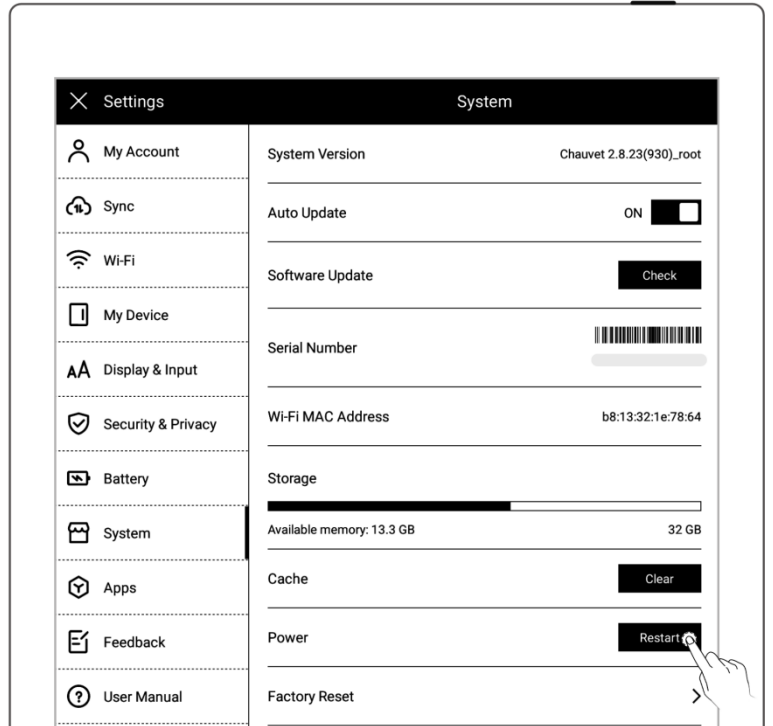 Settings
System
My Account
Sync
Wi-Fi
My Device
AA Display & Input
Security & Privacy
Battery
System
Apps
Feedback
User Manual
System Version Chauvet 2.8.23(930)_root
Auto Update ON
Software Update Check
Serial Number
Wi-Fi MAC Address b8:13:32:1e:78:64
Storage
Available memory: 13.3 GB 32 GB
Cache Clear
Power Restart
Factory Reset